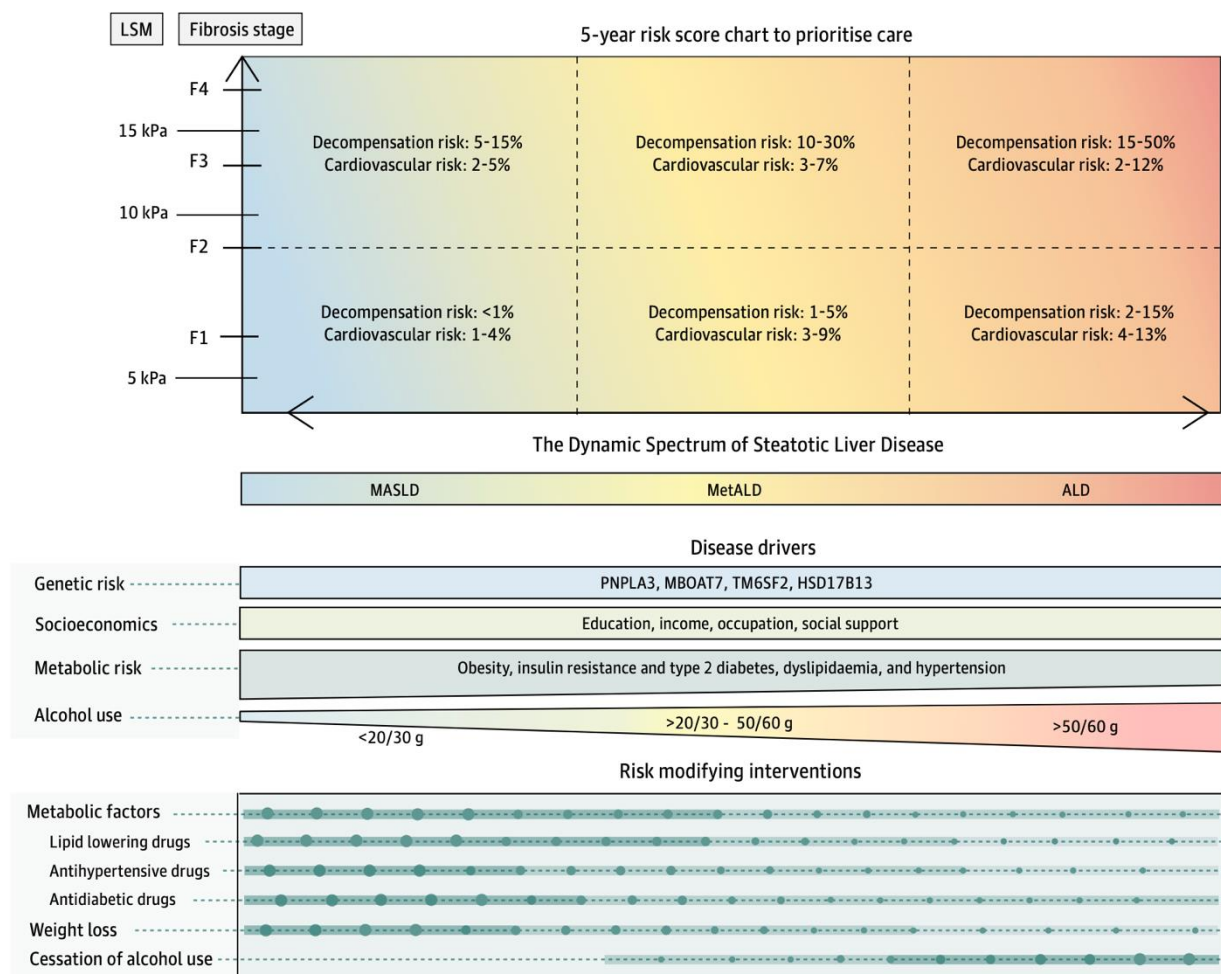 LSM
Fibrosis stage
5-year risk score chart to prioritise care
F4
15 kPa
F3
10 kPa
F2
F1
5 kPa
Decompensation risk: 5-15%
Cardiovascular risk: 2-5%
Decompensation risk: 10-30%
Cardiovascular risk: 3-7%
Decompensation risk: 15-50%
Cardiovascular risk: 2-12%
Decompensation risk: <1%
Cardiovascular risk: 1-4%
Decompensation risk: 1-5%
Cardiovascular risk: 3-9%
Decompensation risk: 2-15%
Cardiovascular risk: 4-13%
The Dynamic Spectrum of Steatotic Liver Disease
MASLD
MetALD
ALD
Disease drivers
Genetic risk
PNPLA3, MBOAT7, TM6SF2, HSD17B13
Socioeconomics
Education, income, occupation, social support
Metabolic risk
Obesity, insulin resistance and type 2 diabetes, dyslipidaemia, and hypertension
Alcohol use
<20/30 g
>20/30 - 50/60 g
>50/60 g
Risk modifying interventions
Metabolic factors
Lipid lowering drugs
Antihypertensive drugs
Antidiabetic drugs
Weight loss
Cessation of alcohol use